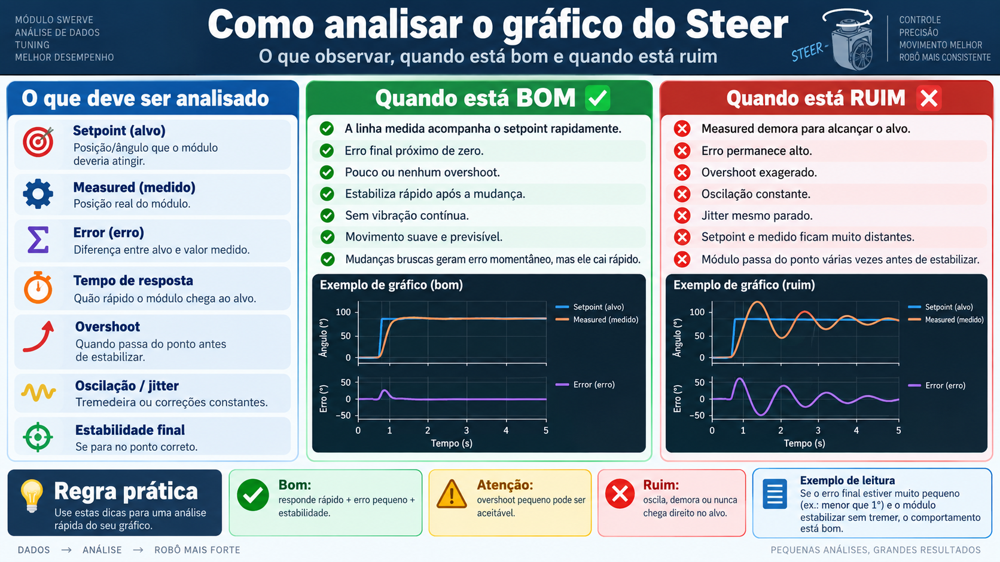 MÓDULO SWERVE
ANÁLISE DE DADOS
TUNING
MELHOR DESEMPENHO
Como analisar o gráfico do Steer
O que observar, quando está bom e quando está ruim
STEER
CONTROLE
PRECISÃO
MOVIMENTO MELHOR
ROBÔ MAIS CONSISTENTE
O que deve ser analisado
Setpoint (alvo)
Posição/ângulo que o módulo
deveria atingir.
Measured (medido)
Posição real do módulo.
Error (erro)
Diferença entre alvo e valor medido.
Tempo de resposta
Quão rápido o módulo chega ao alvo.
Overshoot
Quando passa do ponto antes
de estabilizar.
Oscilação / jitter
Tremedeira ou correções constantes.
Estabilidade final
Se para no ponto correto.
Quando está BOM
A linha medida acompanha o setpoint rapidamente.
Erro final próximo de zero.
Pouco ou nenhum overshoot.
Estabiliza rápido após a mudança.
Sem vibração contínua.
Movimento suave e previsível.
Mudanças bruscas geram erro momentâneo, mas ele cai rápido.
Exemplo de gráfico (bom)
Ângulo (°)
100
50
0
Setpoint (alvo)
Measured (medido)
Erro (°)
50
0
−50
Error (erro)
0 1 2 3 4 5
Tempo (s)
Quando está RUIM
Measured demora para alcançar o alvo.
Erro permanece alto.
Overshoot exagerado.
Oscilação constante.
Jitter mesmo parado.
Setpoint e medido ficam muito distantes.
Módulo passa do ponto várias vezes antes de estabilizar.
Exemplo de gráfico (ruim)
Ângulo (°)
100
50
0
Setpoint (alvo)
Measured (medido)
Erro (°)
50
0
−50
Error (erro)
0 1 2 3 4 5
Tempo (s)
Regra prática
Use estas dicas para uma análise
rápida do seu gráfico.
Bom:
responde rápido + erro pequeno +
estabilidade.
Atenção:
overshoot pequeno pode ser
aceitável.
Ruim:
oscila, demora ou nunca
chega direito no alvo.
Exemplo de leitura
Se o erro final estiver muito pequeno
(ex.: menor que 1°) e o módulo
estabilizar sem tremer, o comportamento
está bom.
DADOS → ANÁLISE → ROBÔ MAIS FORTE
PEQUENAS ANÁLISES, GRANDES RESULTADOS